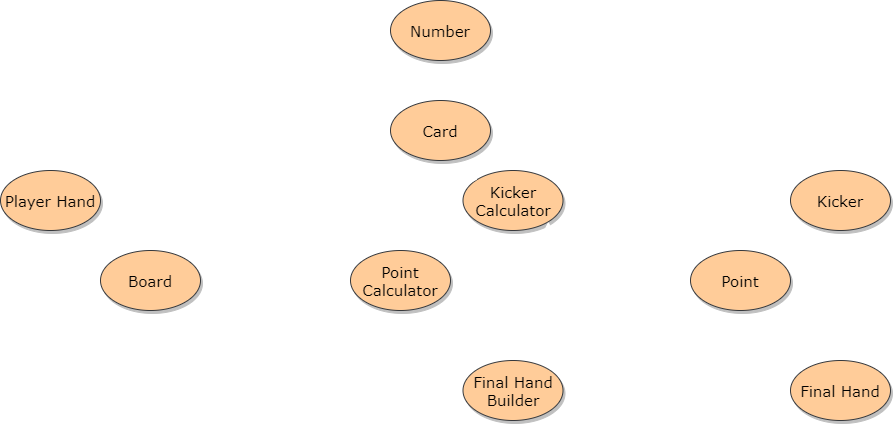 Number
Card
Player Hand
Kicker
Calculator
Kicker
Board
Point
Calculator
Point
Final Hand
Builder
Final Hand